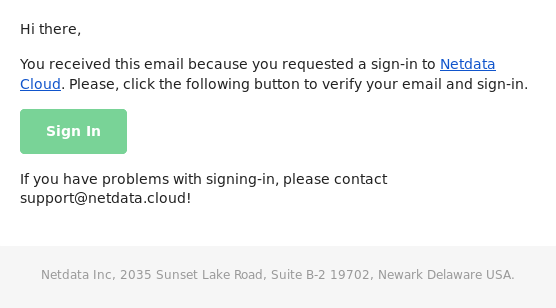 Hi there,
You received this email because you requested a sign-in to Netdata
Cloud. Please, click the following button to verify your email and sign-in.
Sign In
If you have problems with signing-in, please contact
support@netdata.cloud!
Netdata Inc, 2035 Sunset Lake Road, Suite B-2 19702, Newark Delaware USA.